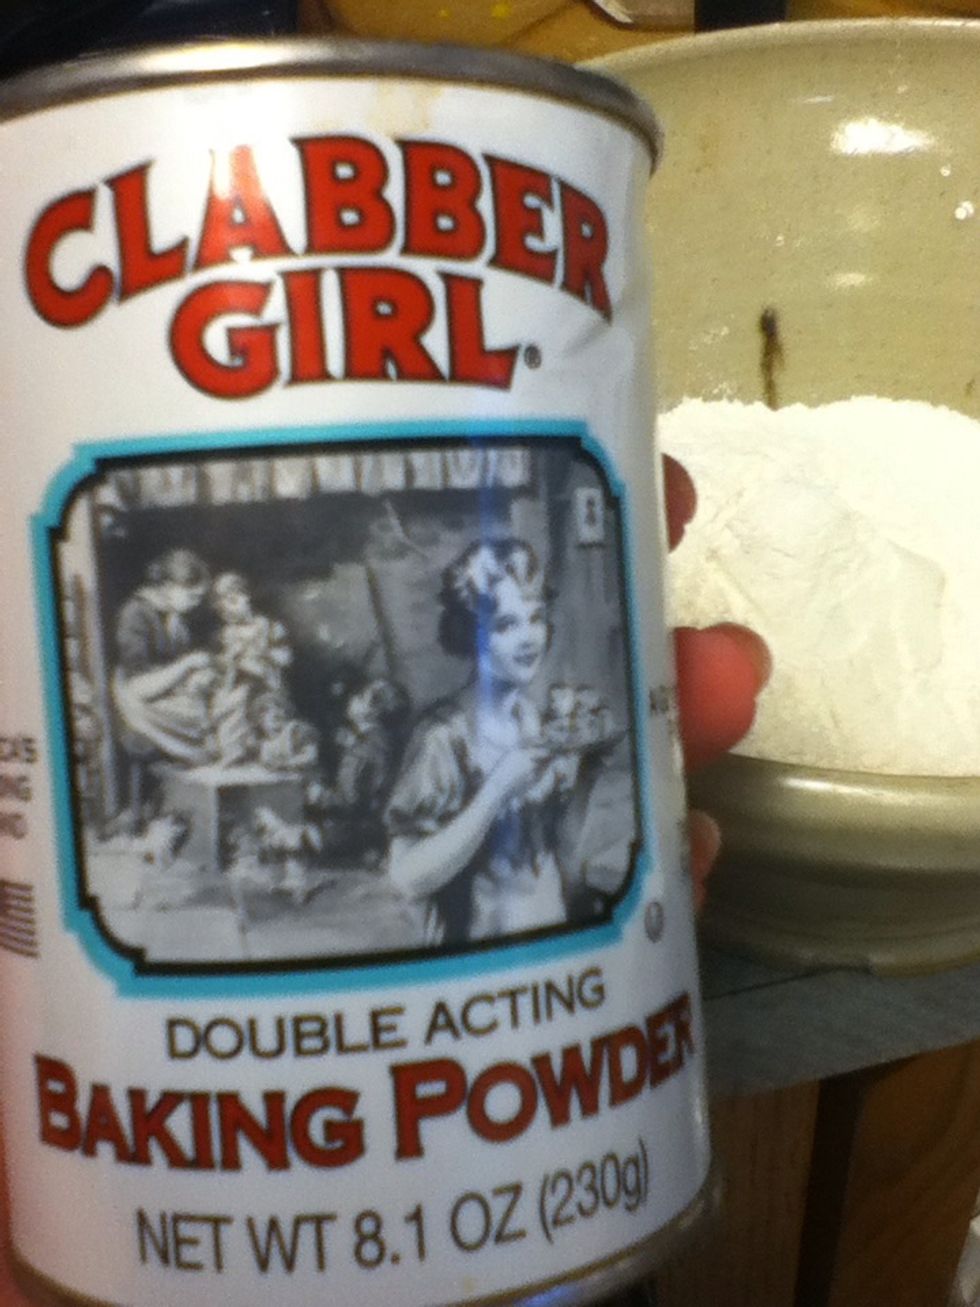 CLABBER
GIRL®
DOUBLE ACTING
BAKING POWDER
NET WT 8.1 OZ (230g)